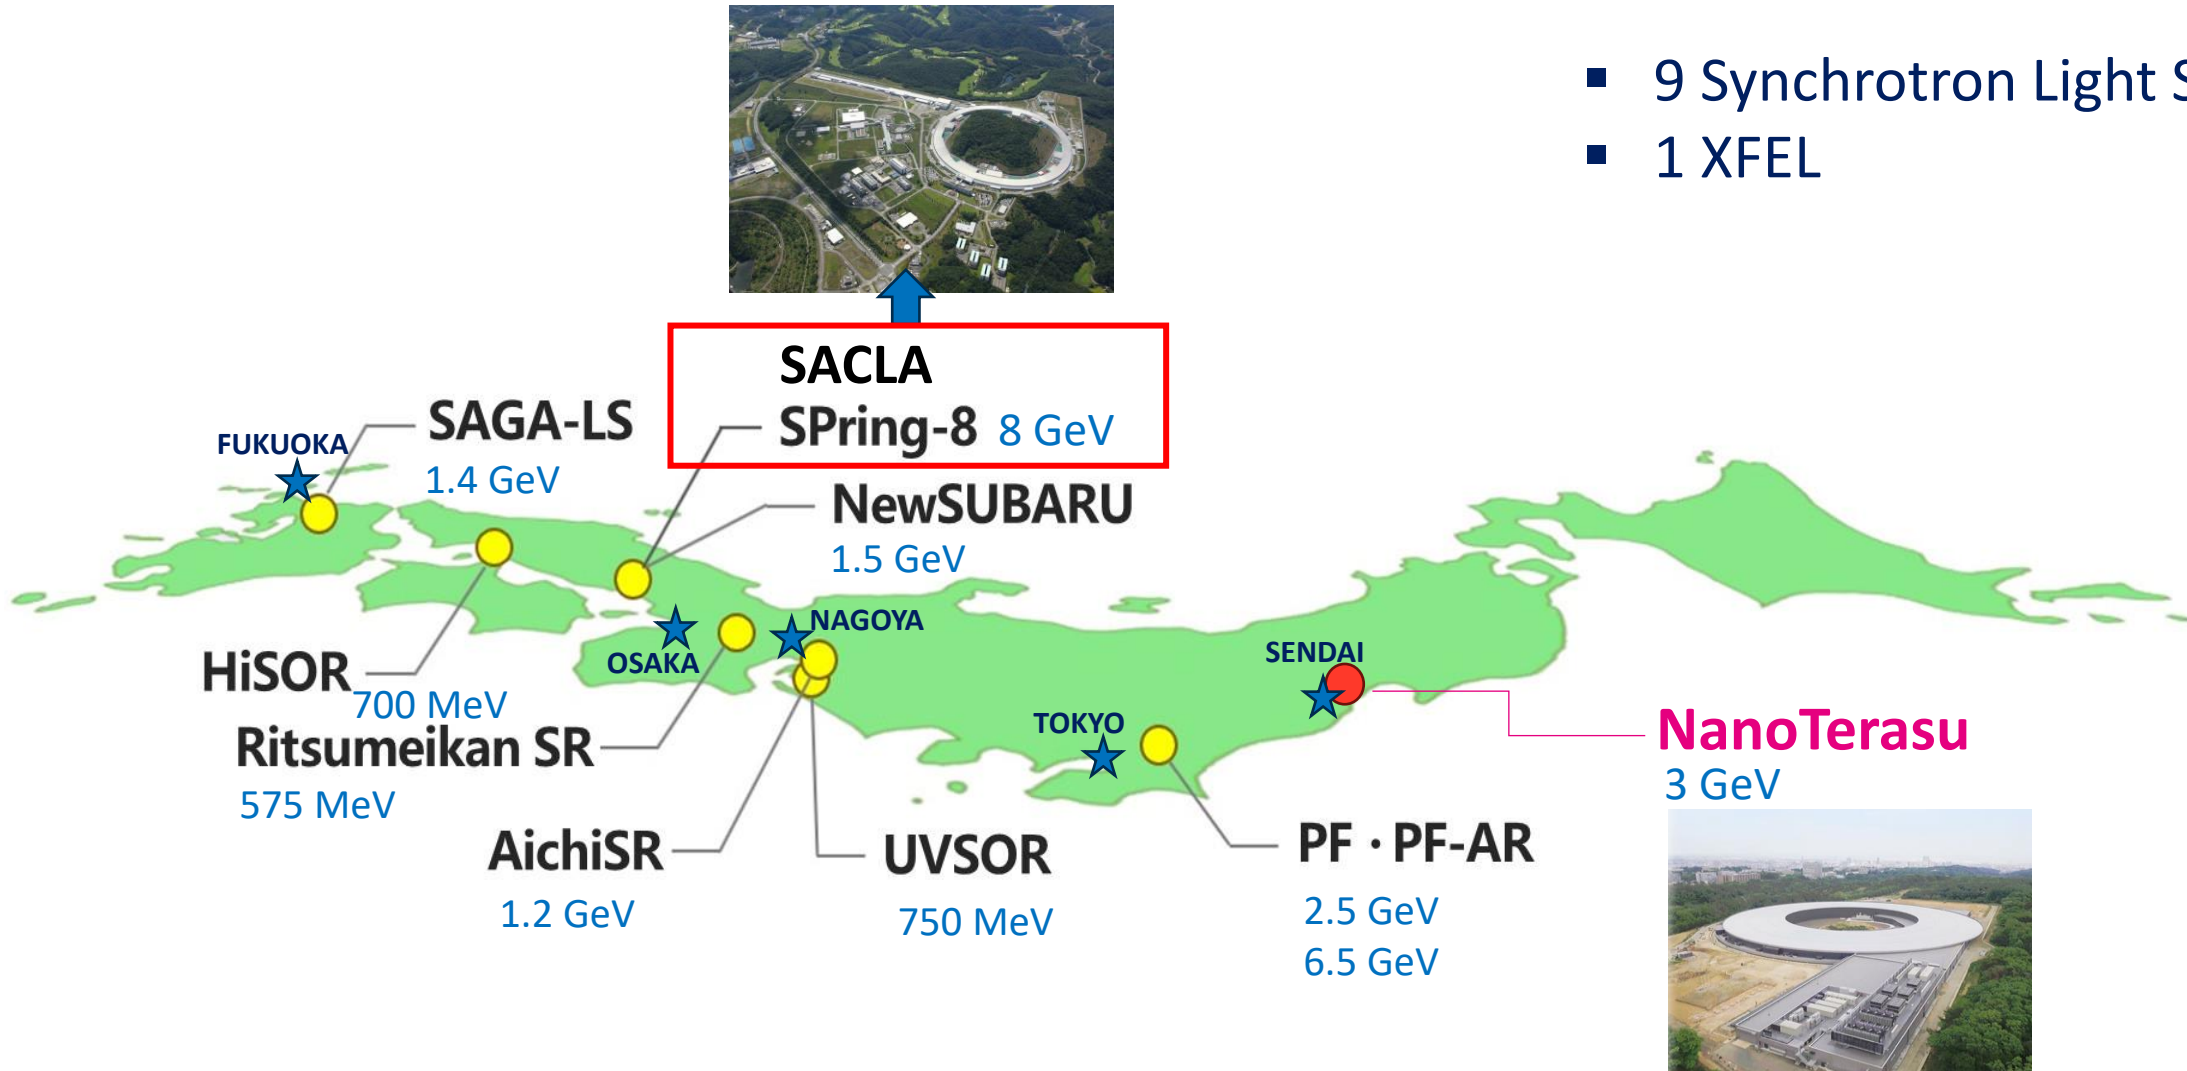 ▪ 9 Synchrotron Light
▪ 1 XFEL
SACLA
SPring-8 8 GeV
SAGA-LS
1.4 GeV
FUKUOKA
NewSUBARU
1.5 GeV
NAGOYA
OSAKA
SENDAI
HiSOR
700 MeV
Ritsumeikan SR
575 MeV
TOKYO
NanoTerasu
3 GeV
AichiSR
1.2 GeV
UVSOR
750 MeV
PF · PF-AR
2.5 GeV
6.5 GeV